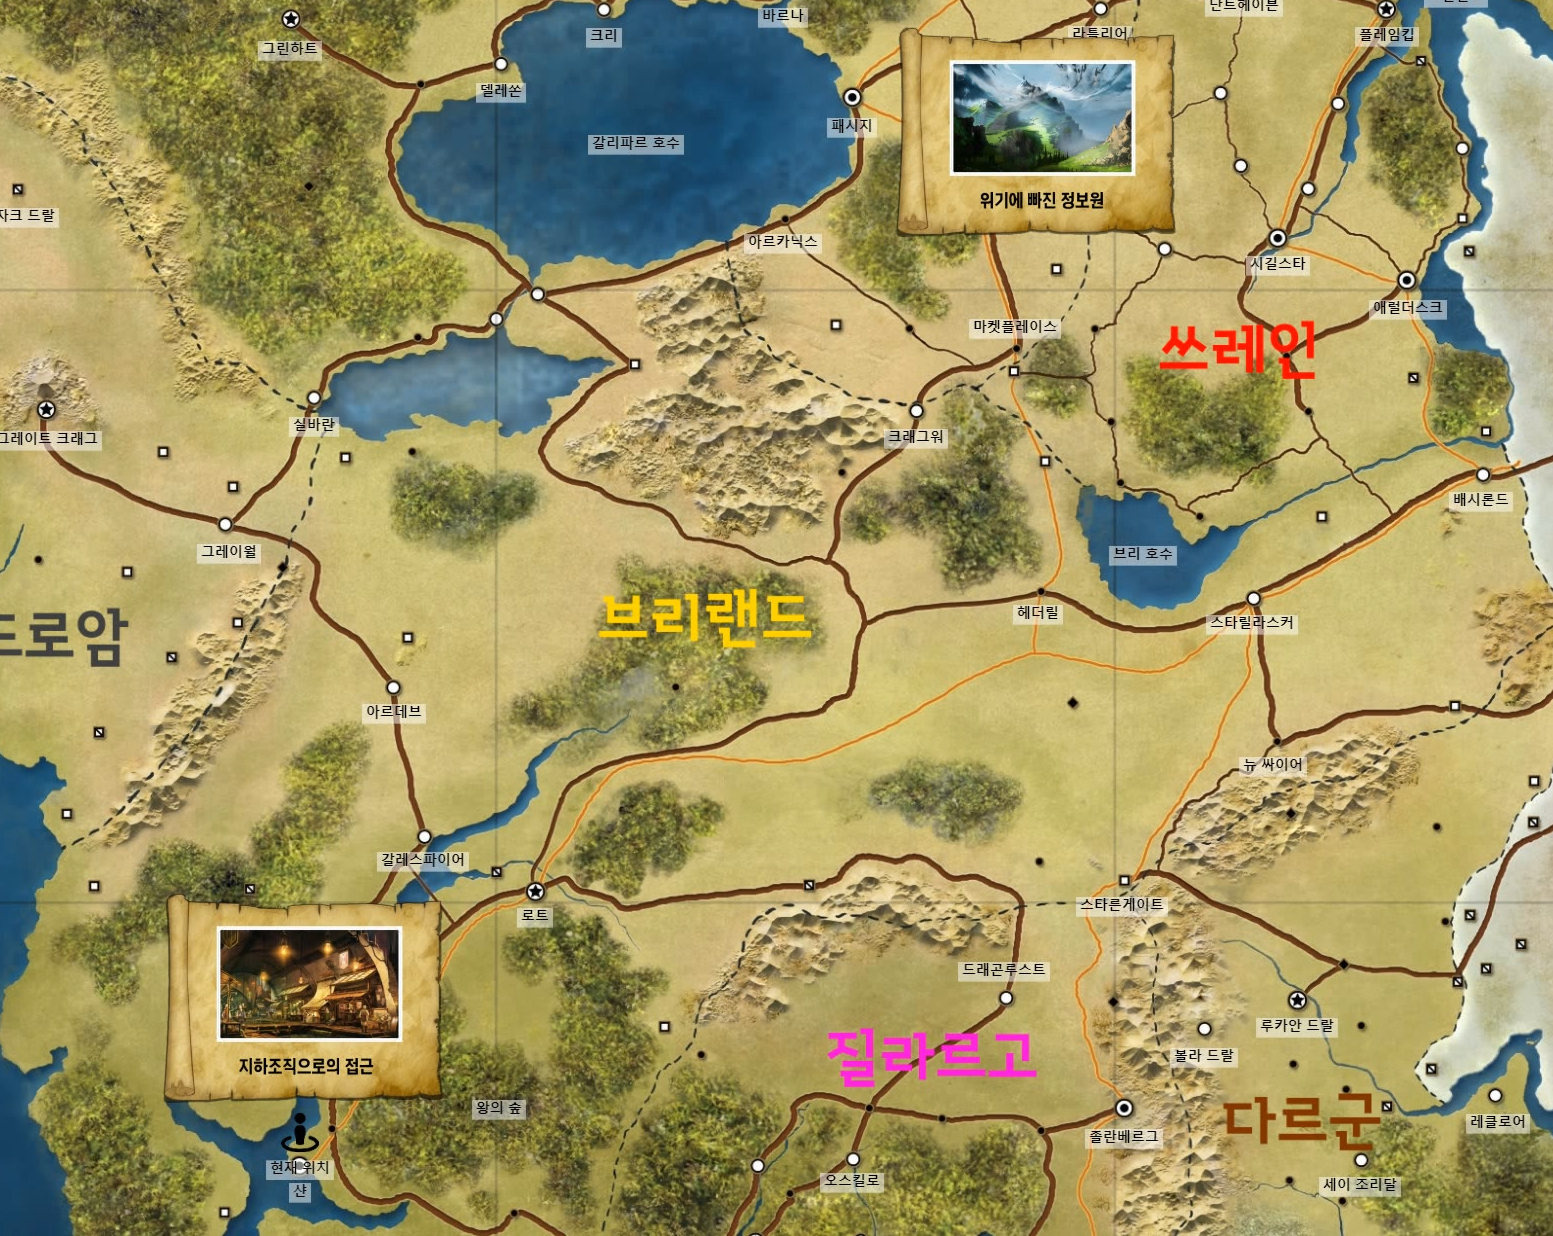 그린하트
크리
바르나
라트리어
난트헤이븐
플레임킵
델레쏜
갈리파르 호수
패시지
위기에 빠진 정보원
자크 드랄
아르카닉스
시길스타
애럴더스크
마켓플레이스
쓰레인
실바란
크래그워
그레이트 크래그
배시론드
그레이월
브리 호수
드로암
브리랜드
헤더릴
스타릴라스커
아르데브
뉴 싸이어
갈레스파이어
로트
스타른게이트
드래곤루스트
루카안 드랄
볼라 드랄
질라르고
지하조직으로의 접근
왕의 숲
졸란베르그
다르군
레클로어
현재 위치
샨
오스킬로
세이 조리달